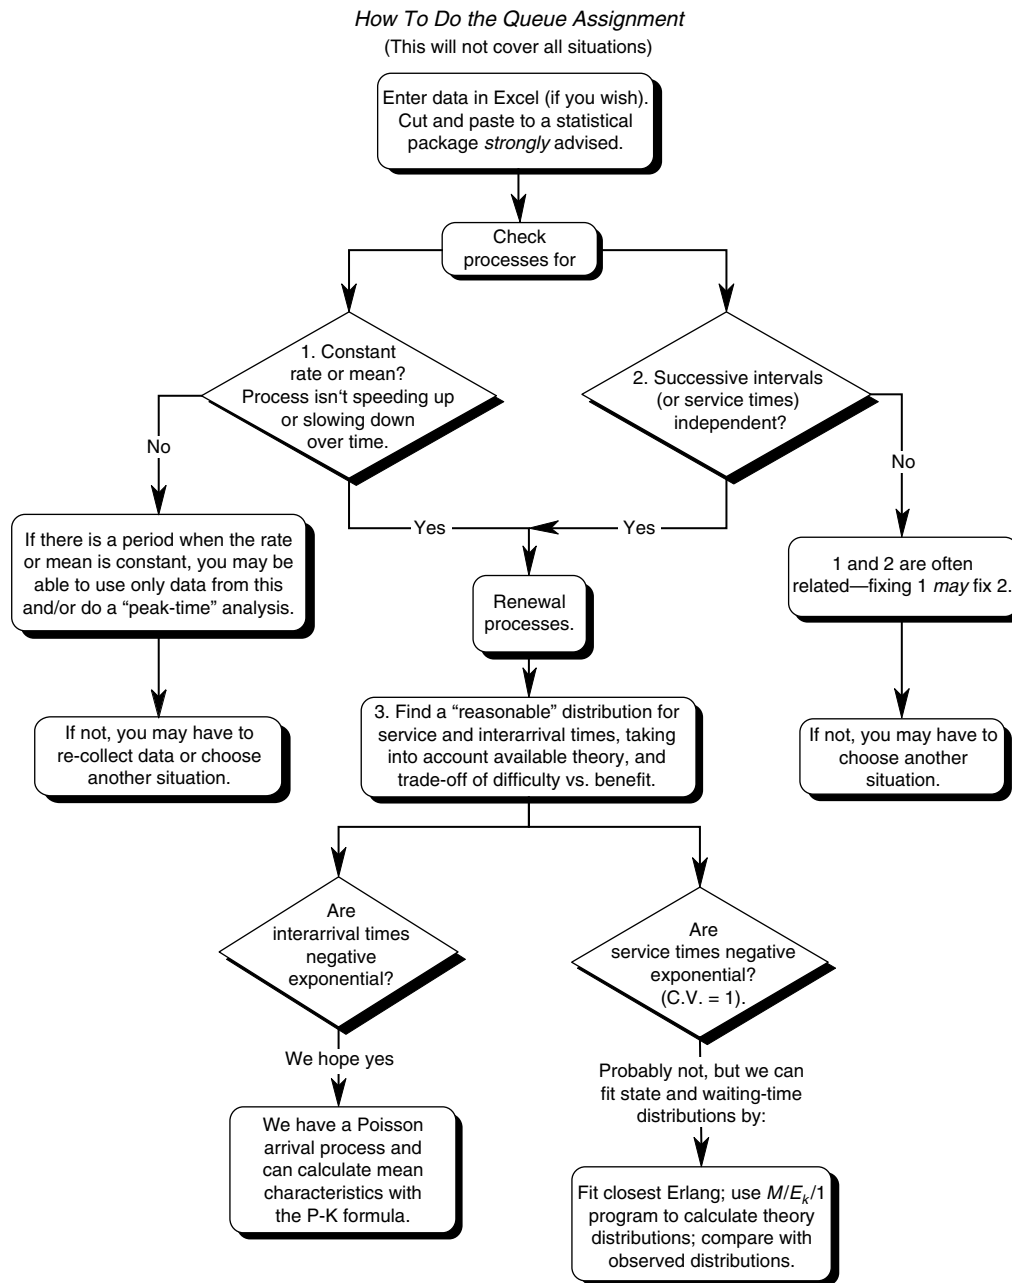 How To Do the Queue Assignment
(This will not cover all situations)
Enter data in Excel (if you wish).
Cut and paste to a statistical
package strongly advised.
Check
processes for
1. Constant
rate or mean?
Process isn‘t speeding up
or slowing down
over time.
2. Successive intervals
(or service times)
independent?
No
No
Yes
Yes
If there is a period when the rate
or mean is constant, you may be
able to use only data from this
and/or do a “peak-time” analysis.
Renewal
processes.
1 and 2 are often
related—fixing 1 may fix 2.
If not, you may have to
re-collect data or choose
another situation.
3. Find a “reasonable” distribution for
service and interarrival times, taking
into account available theory, and
trade-off of difficulty vs. benefit.
If not, you may have to
choose another
situation.
Are
interarrival times
negative
exponential?
Are
service times negative
exponential?
(C.V. = 1).
We hope yes
Probably not, but we can
fit state and waiting-time
distributions by:
We have a Poisson
arrival process and
can calculate mean
characteristics with
the P-K formula.
Fit closest Erlang; use M/Eₖ/1
program to calculate theory
distributions; compare with
observed distributions.